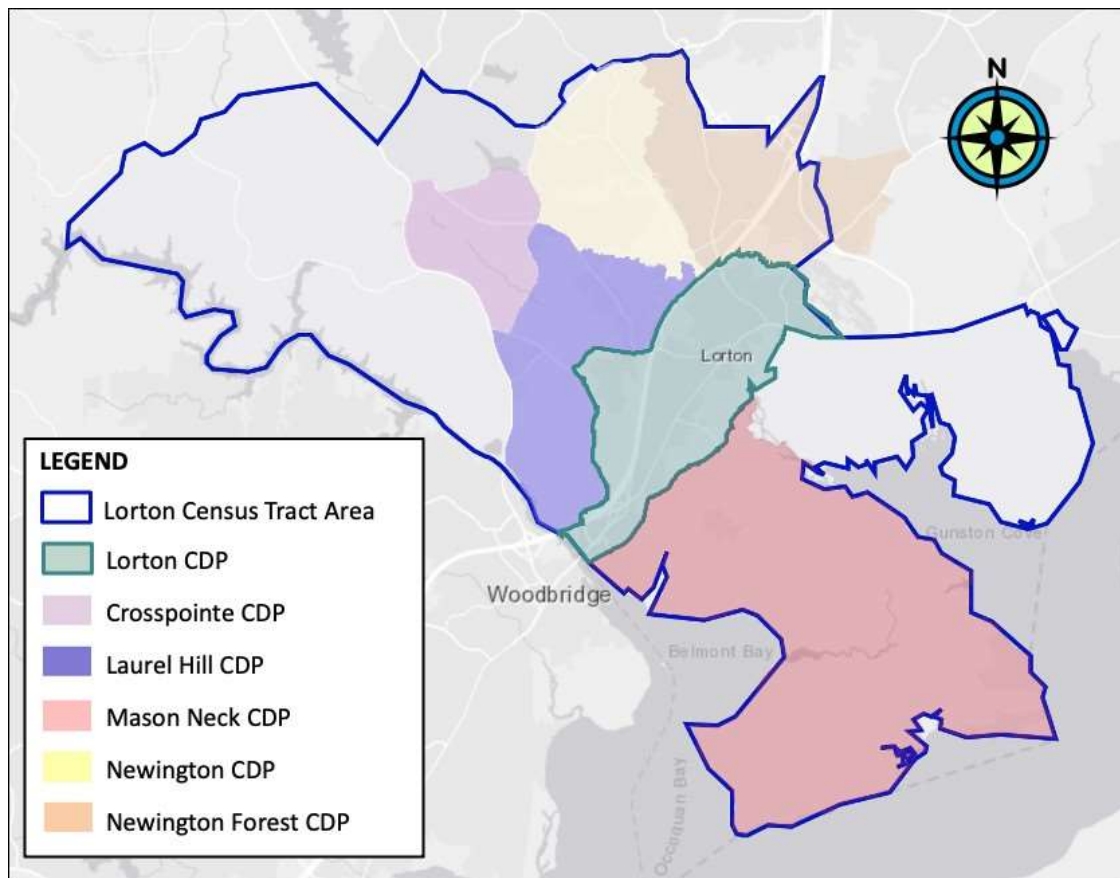 N
Lorton
Gunston Cove
Woodbridge
Belmont Bay
Occoquan Bay
LEGEND
Lorton Census Tract Area
Lorton CDP
Crosspointe CDP
Laurel Hill CDP
Mason Neck CDP
Newington CDP
Newington Forest CDP